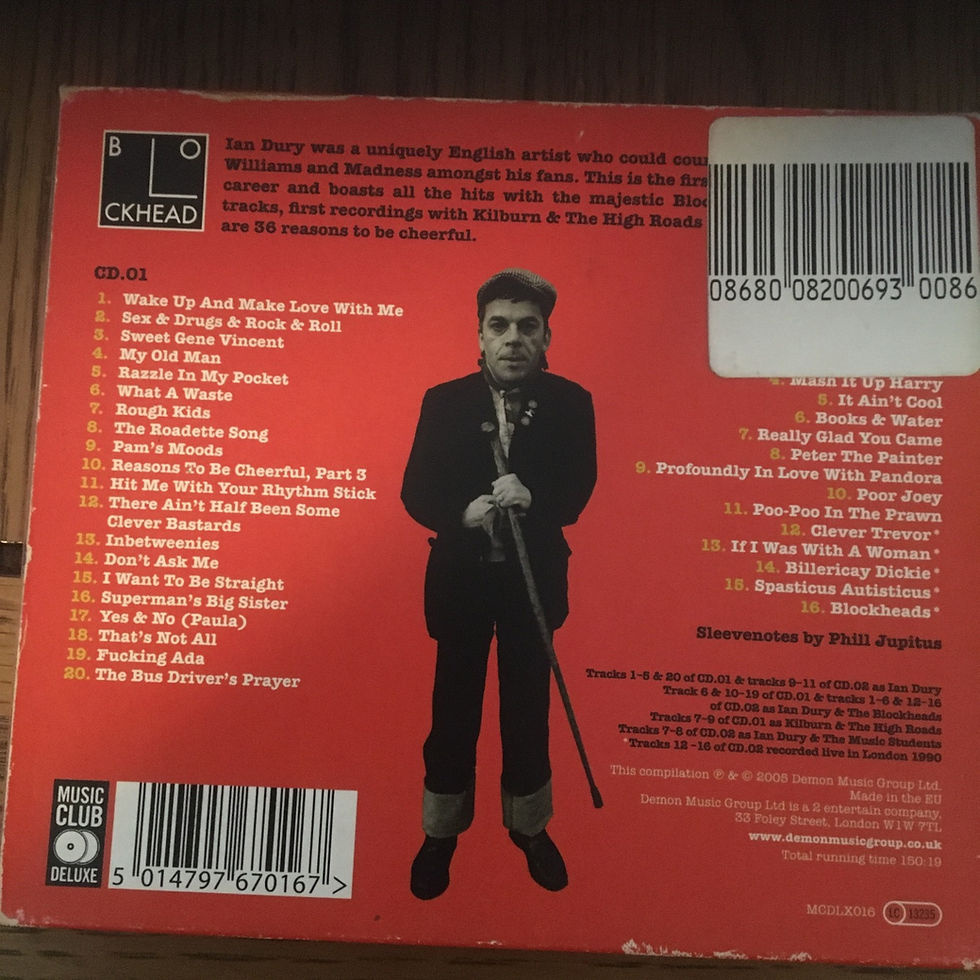 B L O
CKHEAD
Ian Dury was a uniquely English artist who could
Williams and Madness amongst his fans. This is the
career and boasts all the hits with the majestic
tracks, first recordings with Kilburn & The High Roads
are 36 reasons to be cheerful.
08680 08200693 0086
CD.01
1. Wake Up And Make Love With Me
2. Sex & Drugs & Rock & Roll
3. Sweet Gene Vincent
4. My Old Man
5. Razzle In My Pocket
6. What A Waste
7. Rough Kids
8. The Roadette Song
9. Pam's Moods
10. Reasons To Be Cheerful, Part 3
11. Hit Me With Your Rhythm Stick
12. There Ain't Half Been Some
Clever Bastards
13. Inbetweenies
14. Don't Ask Me
15. I Want To Be Straight
16. Superman's Big Sister
17. Yes & No (Paula)
18. That's Not All
19. Fucking Ada
20. The Bus Driver's Prayer
4. Mash It Up Harry
5. It Ain't Cool
6. Books & Water
7. Really Glad You Came
8. Peter The Painter
9. Profoundly In Love With Pandora
10. Poor Joey
11. Poo-Poo In The Prawn
12. Clever Trevor*
13. If I Was With A Woman*
14. Billericay Dickie*
15. Spasticus Autisticus*
16. Blockheads*
Sleevenotes by Phill Jupitus
Tracks 1-5 & 20 of CD.01 & tracks 9-11 of CD.02 as Ian Dury
Track 6 & 10-19 of CD.01 & tracks 1-6 & 12-16
of CD.02 as Ian Dury & The Blockheads
Tracks 7-9 of CD.01 as Kilburn & The High Roads
Tracks 7-8 of CD.02 as Ian Dury & The Music Students
*Tracks 12 -16 of CD.02 recorded live in London 1990
This compilation ℗ & © 2005 Demon Music Group Ltd.
Made in the EU
Demon Music Group Ltd is a 2 entertain company,
33 Foley Street, London W1W 7TL
www.demonmusicgroup.co.uk
Total running time 150:19
MCDLX016 LC 13235
MUSIC
CLUB
DELUXE
5 014797 670167 >